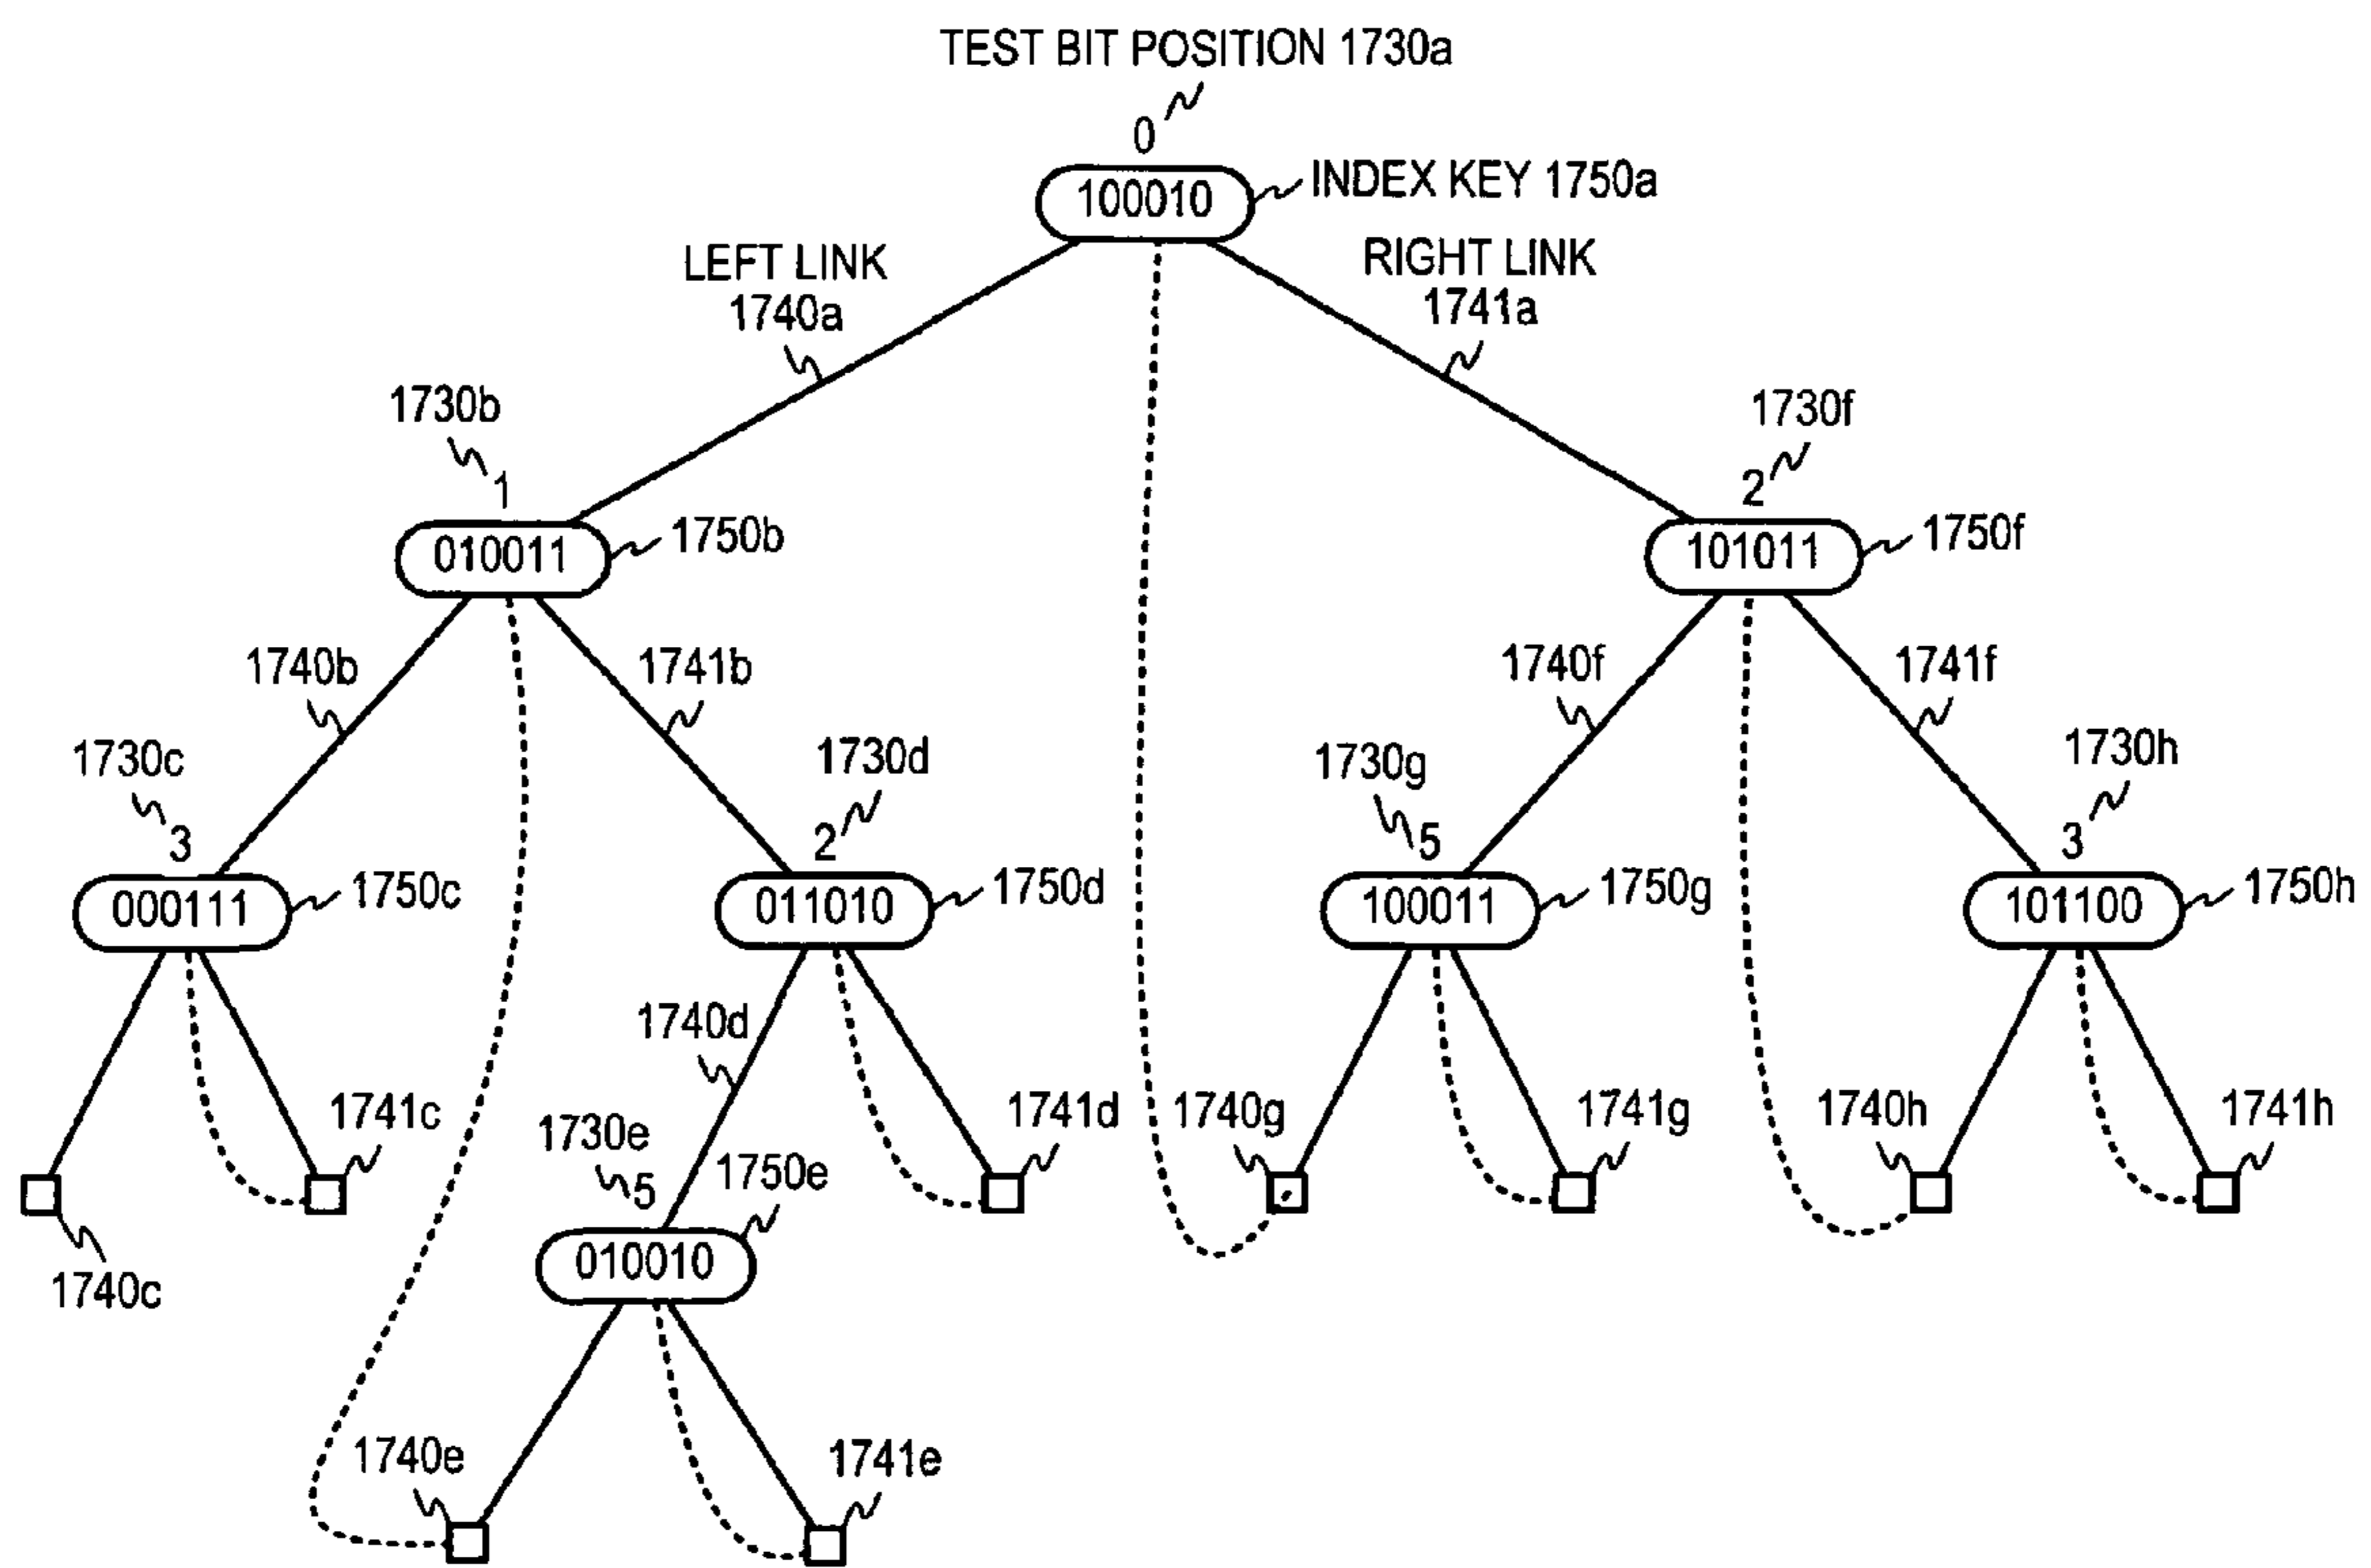 TEST BIT POSITION 1730a
0
100010
INDEX KEY 1750a
LEFT LINK
1740a
RIGHT LINK
1741a
1730b
1
010011
1750b
1730f
2
101011
1750f
1740b
1741b
1740f
1741f
1730c
3
000111
1750c
1730d
2
011010
1750d
1730g
5
100011
1750g
1730h
3
101100
1750h
1740d
1740c
1741c
1730e
5
1750e
010010
1741d
1740g
1741g
1740h
1741h
1740e
1741e